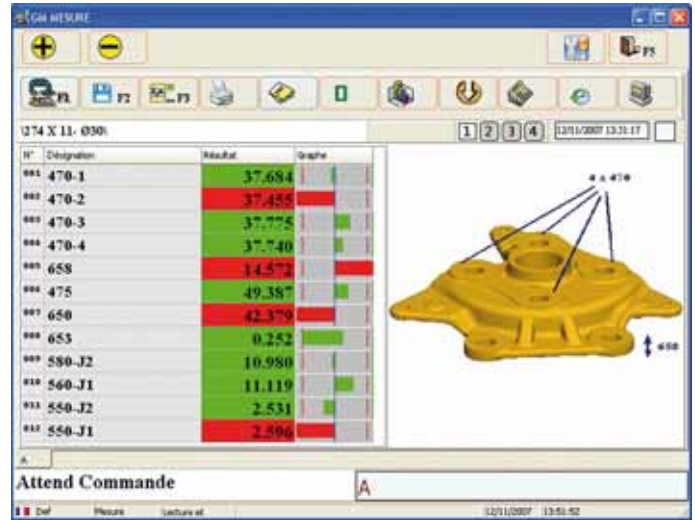 GM MESURE
F5
F1 F2 F3
\274 X 11- Ø30\ 1 2 3 4 12/11/2007 13:31:17
N° Désignation Résultat Graphe
001 470-1 37.684
002 470-2 37.455
003 470-3 37.775
004 470-4 37.740
005 658 14.572
006 475 49.387
007 650 42.379
008 653 0.252
009 580-J2 10.980
010 560-J1 11.119
011 550-J2 2.531
012 550-J1 2.596
4 x 470
650
A
Attend Commande A
Def Mesure Lecture et 12/11/2007 13:51:52